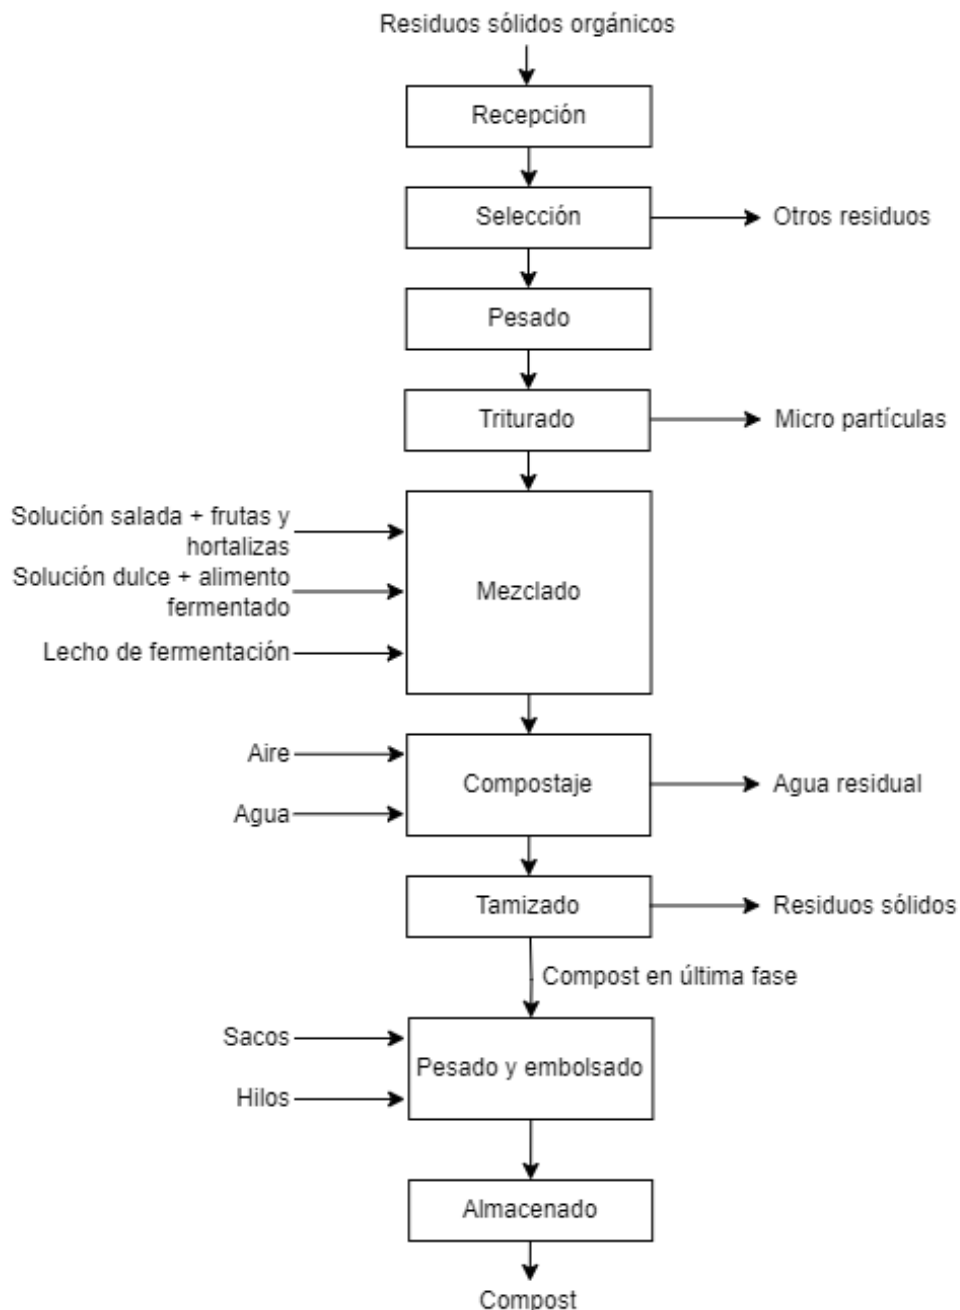 Residuos sólidos orgánicos
Recepción
Selección
Otros residuos
Pesado
Triturado
Micro partículas
Solución salada + frutas y
hortalizas
Solución dulce + alimento
fermentado
Lecho de fermentación
Mezclado
Aire
Agua
Compostaje
Agua residual
Tamizado
Residuos sólidos
Compost en última fase
Sacos
Hilos
Pesado y embolsado
Almacenado
Compost